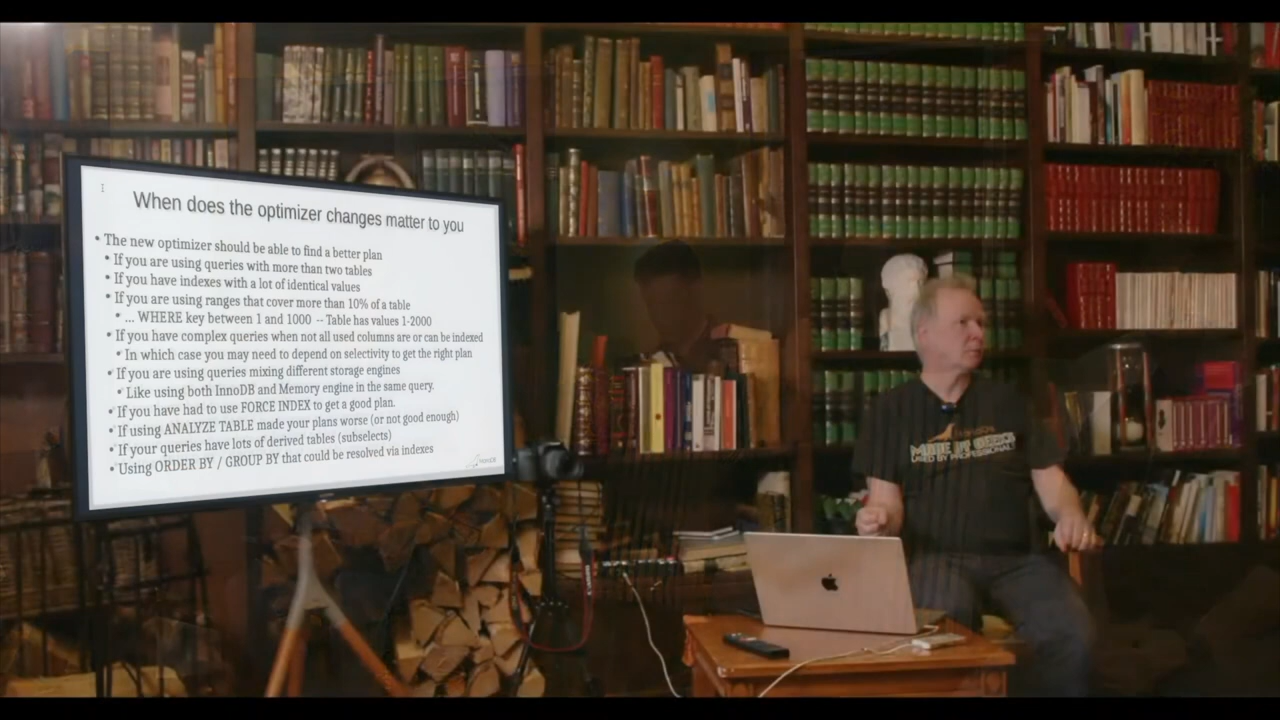 When does the optimizer changes matter to you
• The new optimizer should be able to find a better plan
• If you are using queries with more than two tables
• If you have indexes with a lot of identical values
• If you are using ranges that cover more than 10% of a table
• ... WHERE key between 1 and 1000 -- Table has values 1-2000
• If you have complex queries when not all used columns are or can be indexed
• In which case you may need to depend on selectivity to get the right plan
• If you are using queries mixing different storage engines
• Like using both InnoDB and Memory engine in the same query.
• If you have had to use FORCE INDEX to get a good plan.
• If using ANALYZE TABLE made your plans worse (or not good enough)
• If your queries have lots of derived tables (subselects)
• Using ORDER BY / GROUP BY that could be resolved via indexes
MADE BY GEEKS
USED BY PROFESSIONALS